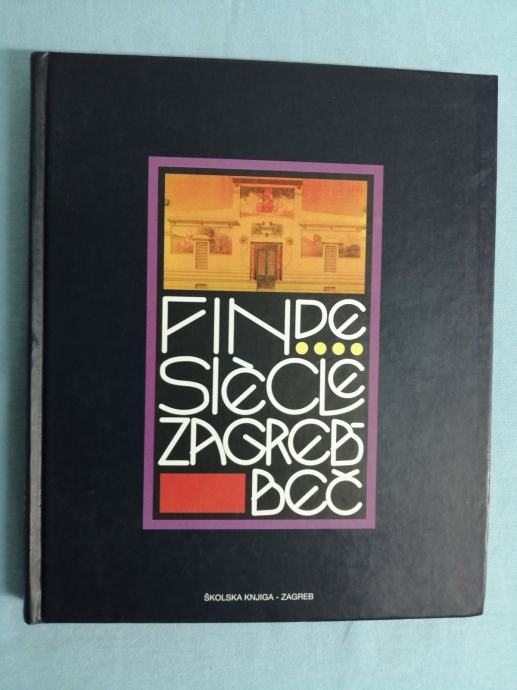 FIN DE
SIÈCLE
ZAGREB-
BEČ
ŠKOLSKA KNJIGA - ZAGREB